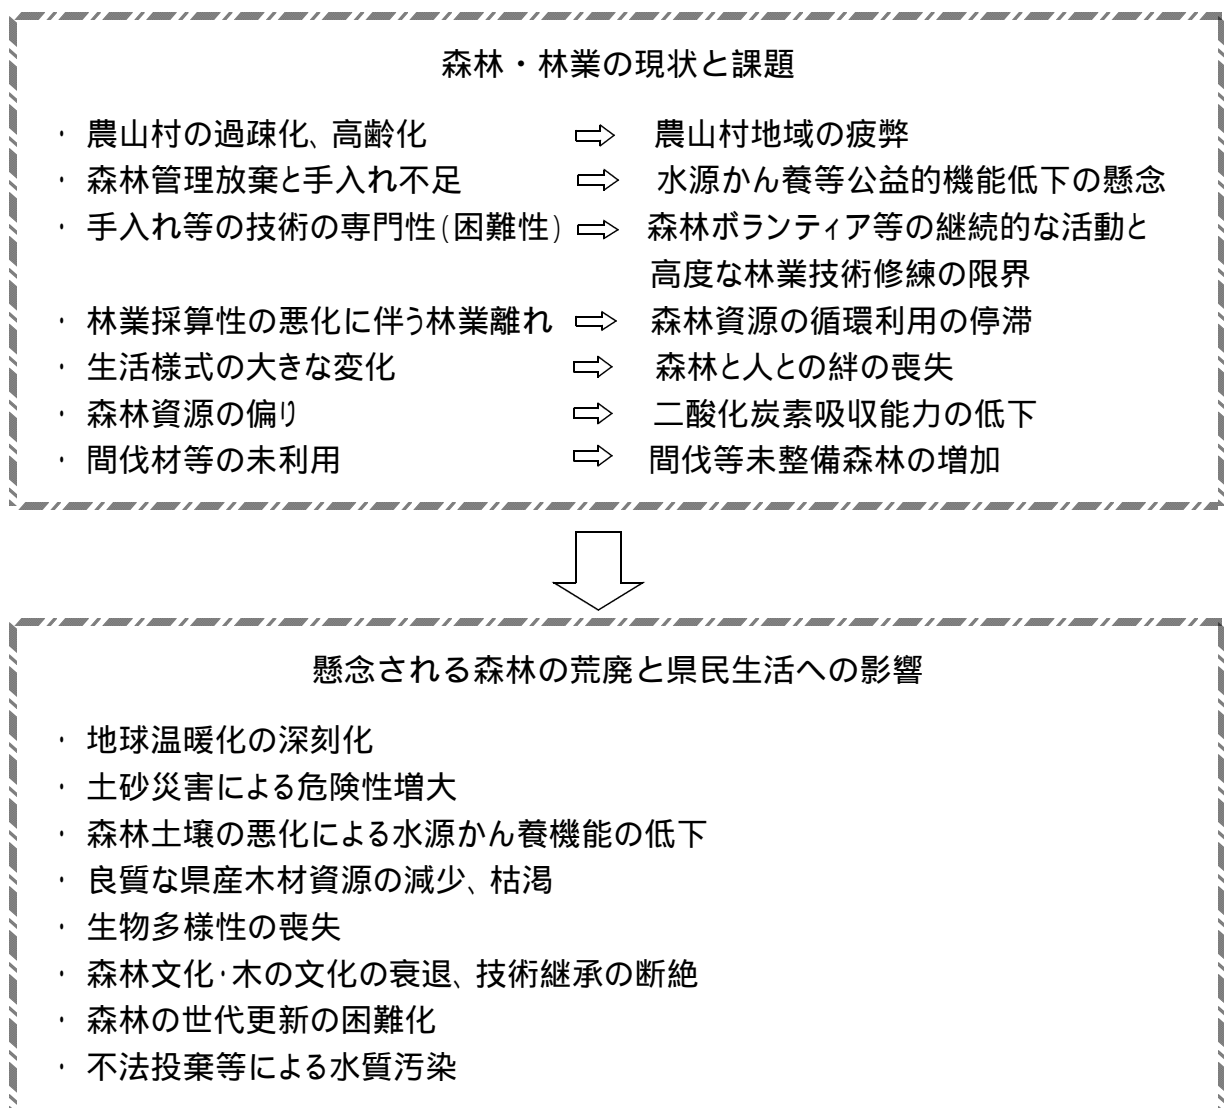 森林・林業の現状と課題
・ 農山村の過疎化、高齢化 ⇨ 農山村地域の疲弊
・ 森林管理放棄と手入れ不足 ⇨ 水源かん養等公益的機能低下の懸念
・ 手入れ等の技術の専門性(困難性) ⇨ 森林ボランティア等の継続的な活動と
高度な林業技術修練の限界
・ 林業採算性の悪化に伴う林業離れ ⇨ 森林資源の循環利用の停滞
・ 生活様式の大きな変化 ⇨ 森林と人との絆の喪失
・ 森林資源の偏り ⇨ 二酸化炭素吸収能力の低下
・ 間伐材等の未利用 ⇨ 間伐等未整備森林の増加
懸念される森林の荒廃と県民生活への影響
・ 地球温暖化の深刻化
・ 土砂災害による危険性増大
・ 森林土壌の悪化による水源かん養機能の低下
・ 良質な県産木材資源の減少、枯渇
・ 生物多様性の喪失
・ 森林文化・木の文化の衰退、技術継承の断絶
・ 森林の世代更新の困難化
・ 不法投棄等による水質汚染